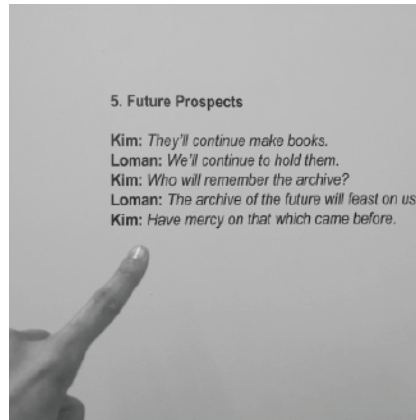 5. Future Prospects
Kim: They'll continue make books.
Loman: We'll continue to hold them.
Kim: Who will remember the archive?
Loman: The archive of the future will feast on us
Kim: Have mercy on that which came before.